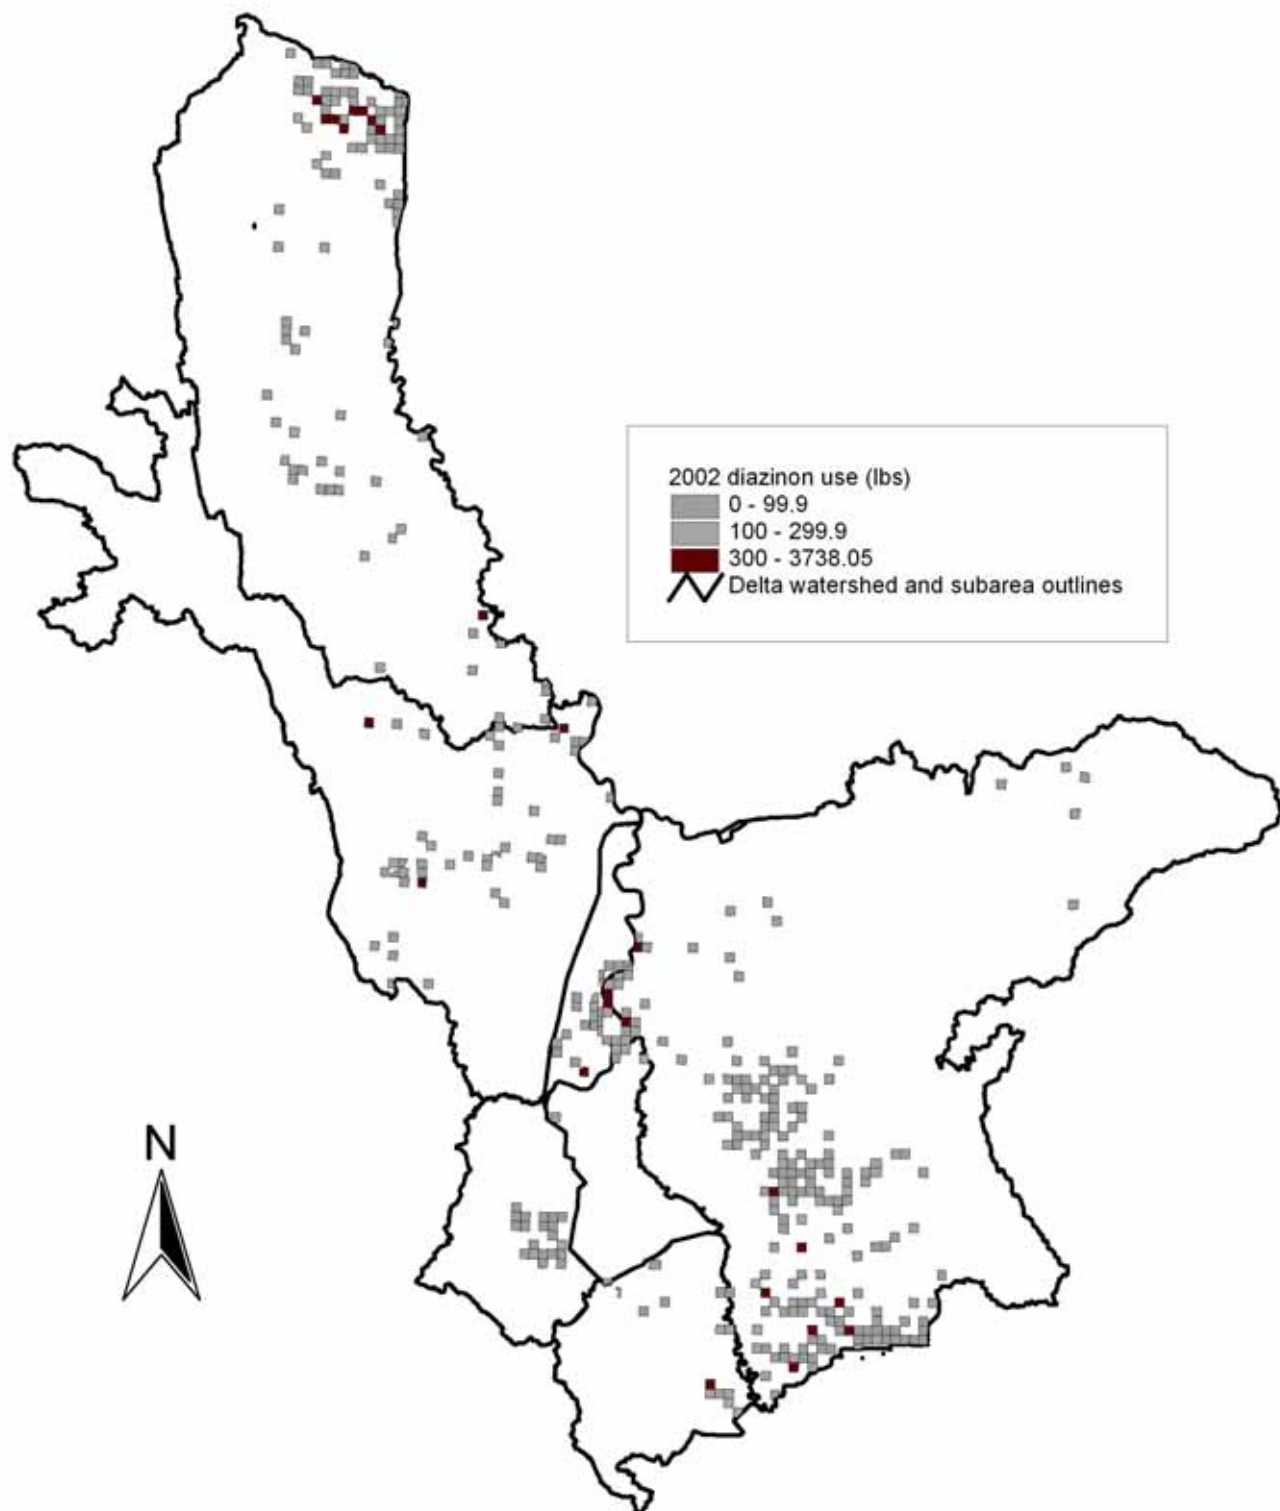 2002 diazinon use (lbs)
0 - 99.9
100 - 299.9
300 - 3738.05
Delta watershed and subarea outlines
N